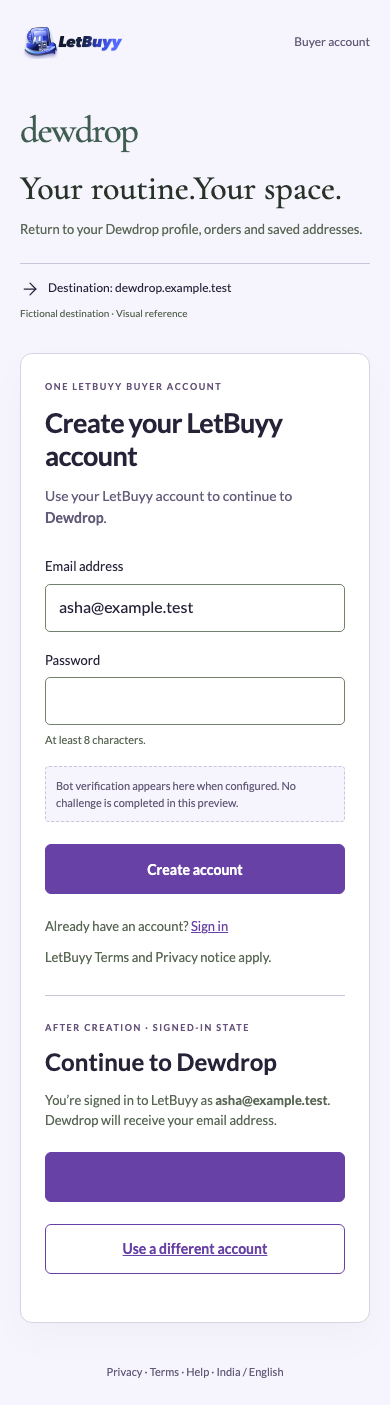 LetBuyy
Buyer account
dewdrop
Your routine.Your space.
Return to your Dewdrop profile, orders and saved addresses.
→ Destination: dewdrop.example.test
Fictional destination · Visual reference
ONE LETBUYY BUYER ACCOUNT
Create your LetBuyy
account
Use your LetBuyy account to continue to
Dewdrop.
Email address
asha@example.test
Password
At least 8 characters.
Bot verification appears here when configured. No
challenge is completed in this preview.
Create account
Already have an account? Sign in
LetBuyy Terms and Privacy notice apply.
AFTER CREATION · SIGNED-IN STATE
Continue to Dewdrop
You’re signed in to LetBuyy as asha@example.test.
Dewdrop will receive your email address.
Use a different account
Privacy · Terms · Help · India / English